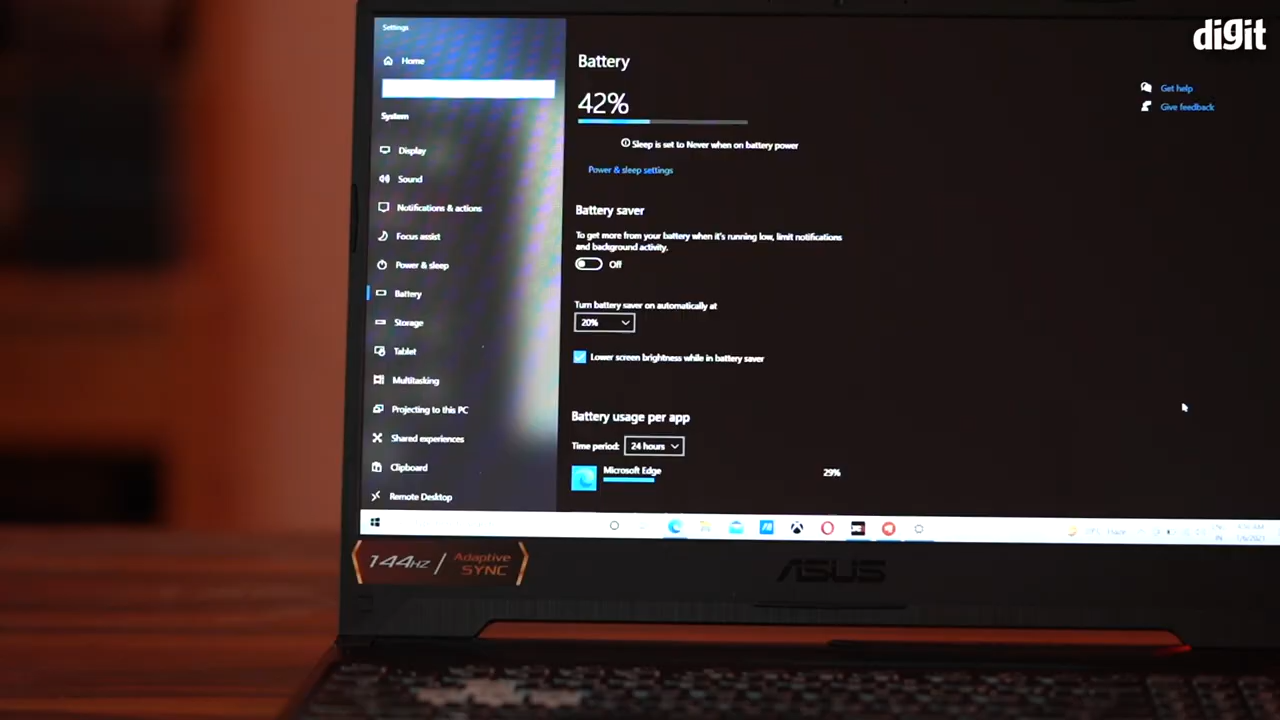 digit
Settings
Home
System
Display
Sound
Notifications & actions
Focus assist
Power & sleep
Battery
Storage
Tablet
Multitasking
Projecting to this PC
Shared experiences
Clipboard
Remote Desktop
Battery
42%
Sleep is set to Never when on battery power
Power & sleep settings
Battery saver
To get more from your battery when it's running low, limit notifications
and background activity.
Off
Turn battery saver on automatically at
20%
Lower screen brightness while in battery saver
Battery usage per app
Time period: 24 hours
Microsoft Edge 29%
Get help
Give feedback
144Hz / Adaptive
SYNC
ASUS